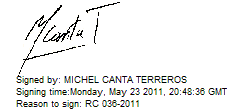 MCanta T
Signed by: MICHEL CANTA TERREROS
Signing time:Monday, May 23 2011, 20:48:36 GMT
Reason to sign: RC 036-2011